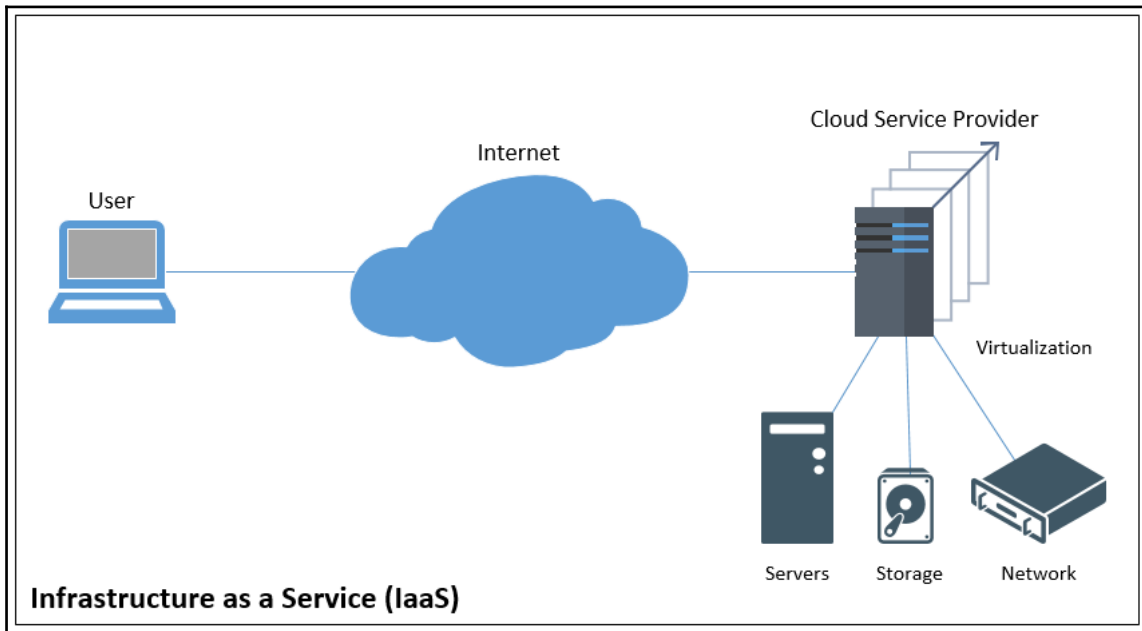 Cloud Service Provider
Internet
User
Virtualization
Servers
Storage
Network
Infrastructure as a Service (IaaS)